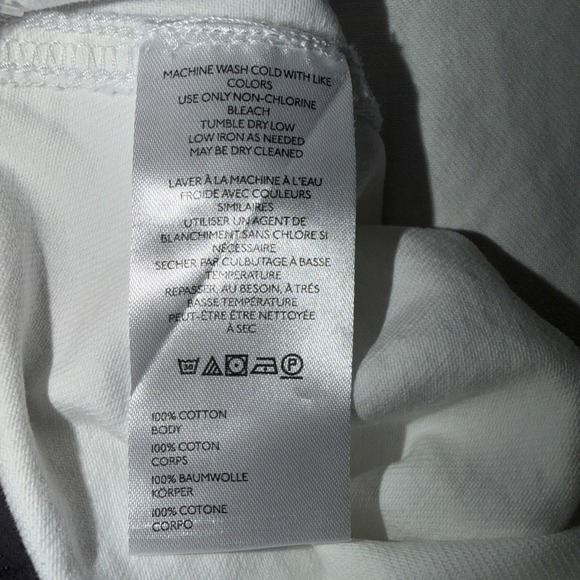 MACHINE WASH COLD WITH LIKE
COLORS
USE ONLY NON-CHLORINE
BLEACH
TUMBLE DRY LOW
LOW IRON AS NEEDED
MAY BE DRY CLEANED
LAVER À LA MACHINE À L'EAU
FROIDE AVEC COULEURS
SIMILAIRES
UTILISER UN AGENT DE
BLANCHIMENT SANS CHLORE SI
NÉCESSAIRE
SECHER PAR CULBUTAGE À BASSE
TEMPÉRATURE
REPASSER, AU BESOIN, À TRÉS
BASSE TEMPÉRATURE
PEUT-ÊTRE ÊTRE NETTOYÉE
À SEC
30 P
100% COTTON
BODY
100% COTON
CORPS
100% BAUMWOLLE
KÖRPER
100% COTONE
CORPO